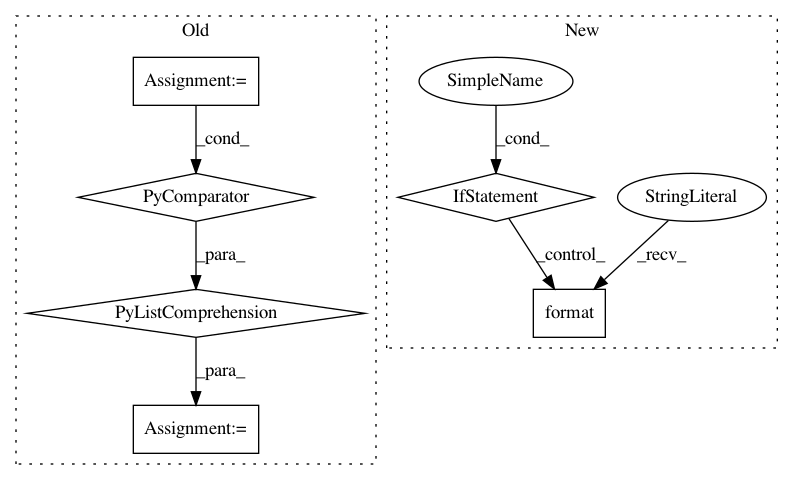 Old
New
Assignment:=
SimpleName
_cond_
_cond_
PyComparator
IfStatement
StringLiteral
_para_
_control_
_recv_
PyListComprehension
format
_para_
Assignment:=